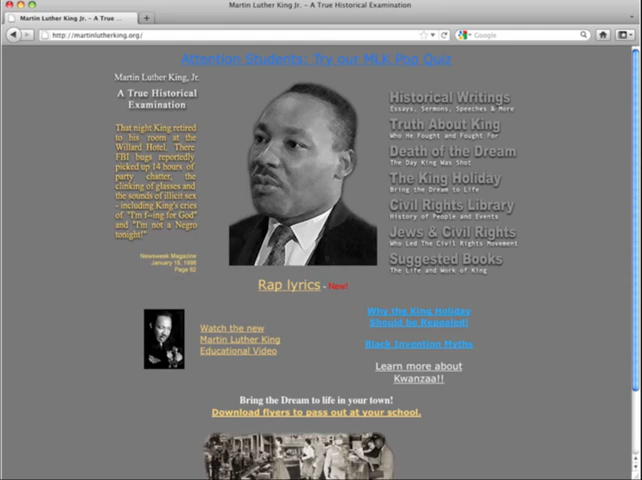 Martin Luther King Jr. - A True Historical Examination
Martin Luther King Jr. - A True ...
http://martinlutherking.org/
Google
Attention Students: Try our MLK Pop Quiz
Martin Luther King, Jr.
A True Historical
Examination
That night King retired
to his room at the
Willard Hotel. There
FBI bugs reportedly
picked up 14 hours of
party chatter, the
clinking of glasses and
the sounds of illicit sex
- including King's cries
of "I'm f--ing for God"
and "I'm not a Negro
tonight!"
Newsweek Magazine
January 19, 1998
Page 62
Historical Writings
Essays, Sermons, Speeches & More
Truth About King
Who He Fought and Fought For
Death of the Dream
The Day King Was Shot
The King Holiday
Bring the Dream to Life
Civil Rights Library
History of People and Events
Jews & Civil Rights
Who Led The Civil Rights Movement
Suggested Books
The Life and Work of King
Rap lyrics - New!
Watch the new
Martin Luther King
Educational Video
Why the King Holiday
Should be Repealed!
Black Invention Myths
Learn more about
Kwanzaa!!
Bring the Dream to life in your town!
Download flyers to pass out at your school.